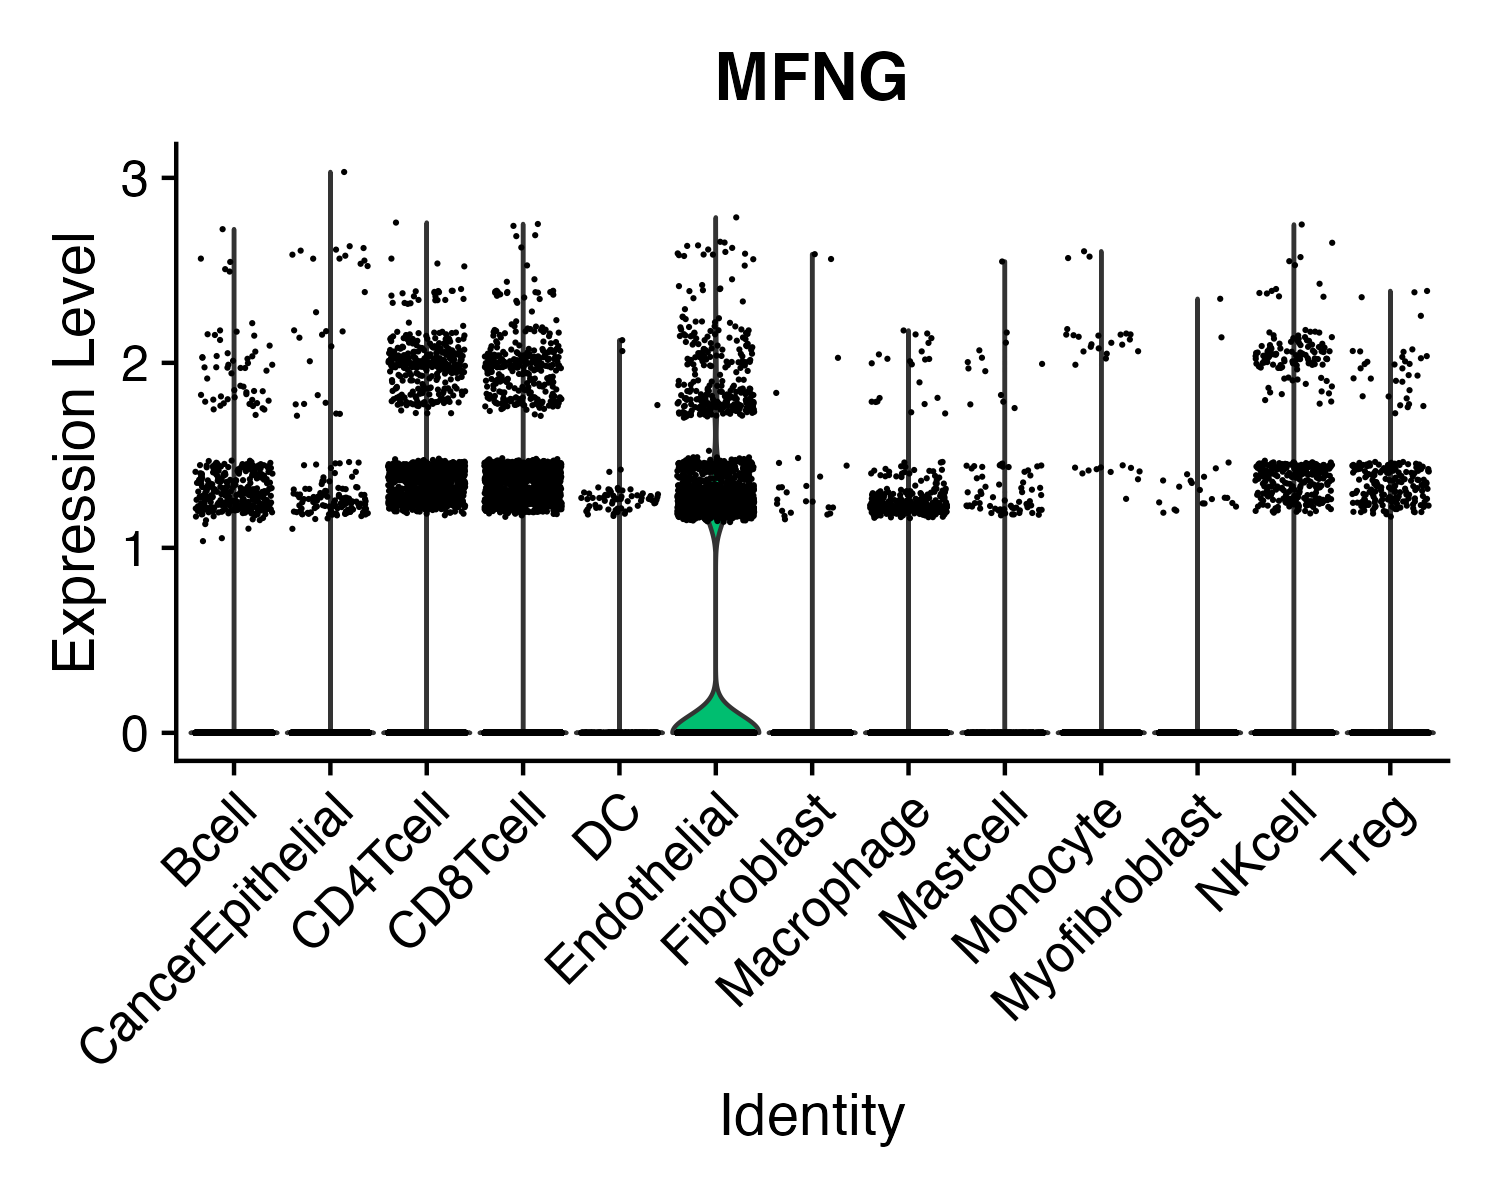 MFNG
Expression Level
3
2
1
0
Bcell
CancerEpithelial
CD4Tcell
CD8Tcell
DC
Endothelial
Fibroblast
Macrophage
Mastcell
Monocyte
Myofibroblast
NKcell
Treg
Identity